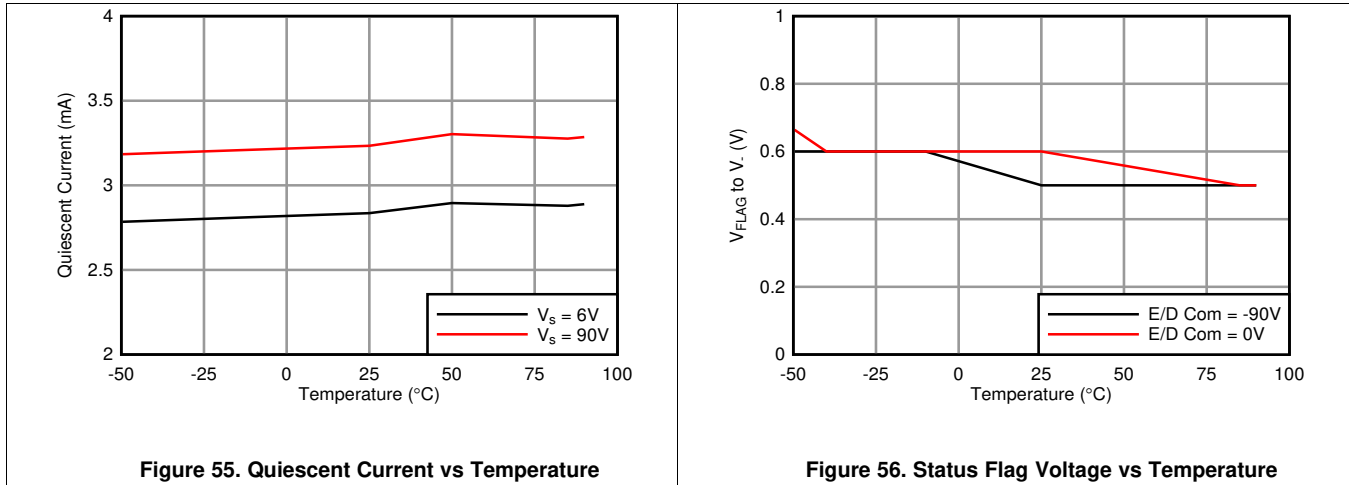 4
3.5
3
2.5
2
Quiescent Current (mA)
-50 -25 0 25 50 75 100
Temperature (°C)
Vs = 6V
Vs = 90V
Figure 55. Quiescent Current vs Temperature
1
0.8
0.6
0.4
0.2
0
VFLAG to V- (V)
-50 -25 0 25 50 75 100
Temperature (°C)
E/D Com = -90V
E/D Com = 0V
Figure 56. Status Flag Voltage vs Temperature